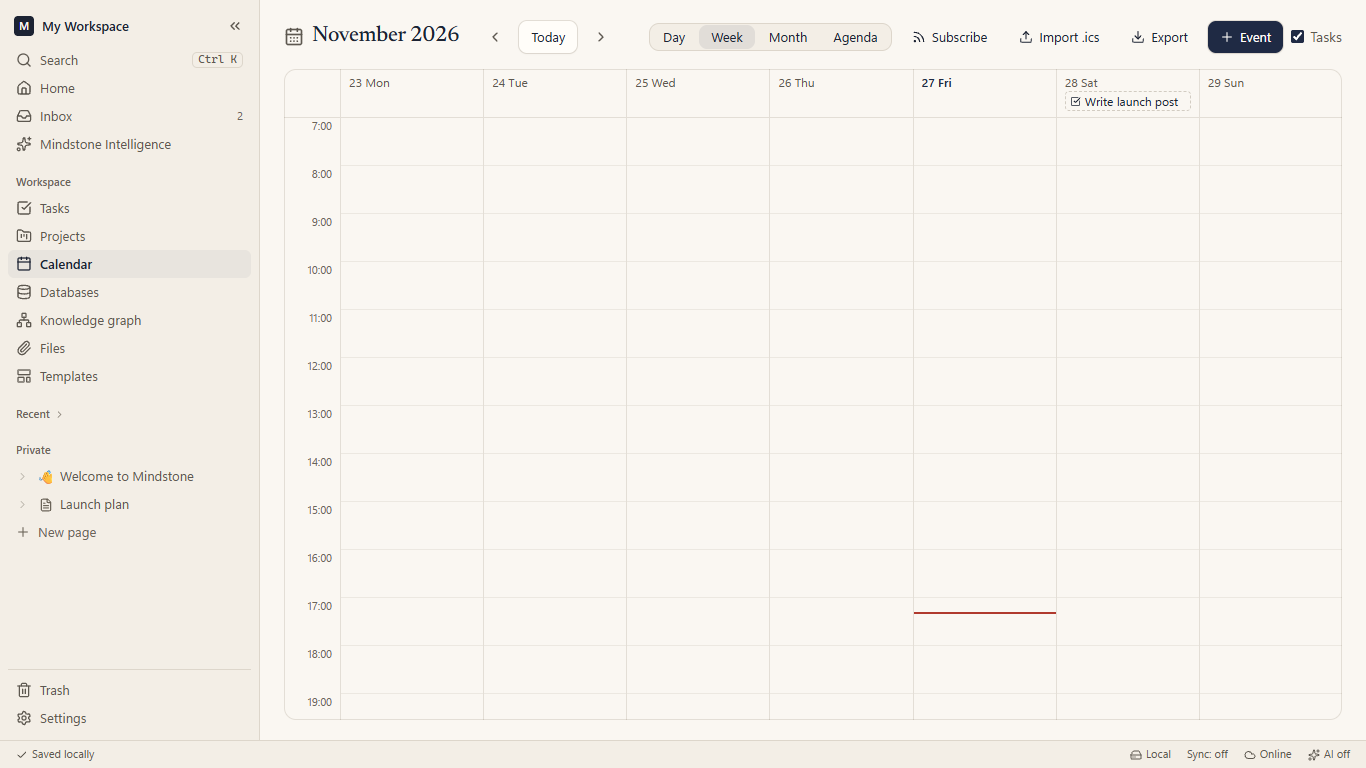 M My Workspace
Search Ctrl K
Home
Inbox 2
Mindstone Intelligence
Workspace
Tasks
Projects
Calendar
Databases
Knowledge graph
Files
Templates
Recent
Private
Welcome to Mindstone
Launch plan
New page
Trash
Settings
November 2026 Today Day Week Month Agenda Subscribe Import .ics Export Event Tasks
23 Mon 24 Tue 25 Wed 26 Thu 27 Fri 28 Sat 29 Sun
Write launch post
7:00
8:00
9:00
10:00
11:00
12:00
13:00
14:00
15:00
16:00
17:00
18:00
19:00
Saved locally Local Sync: off Online AI off